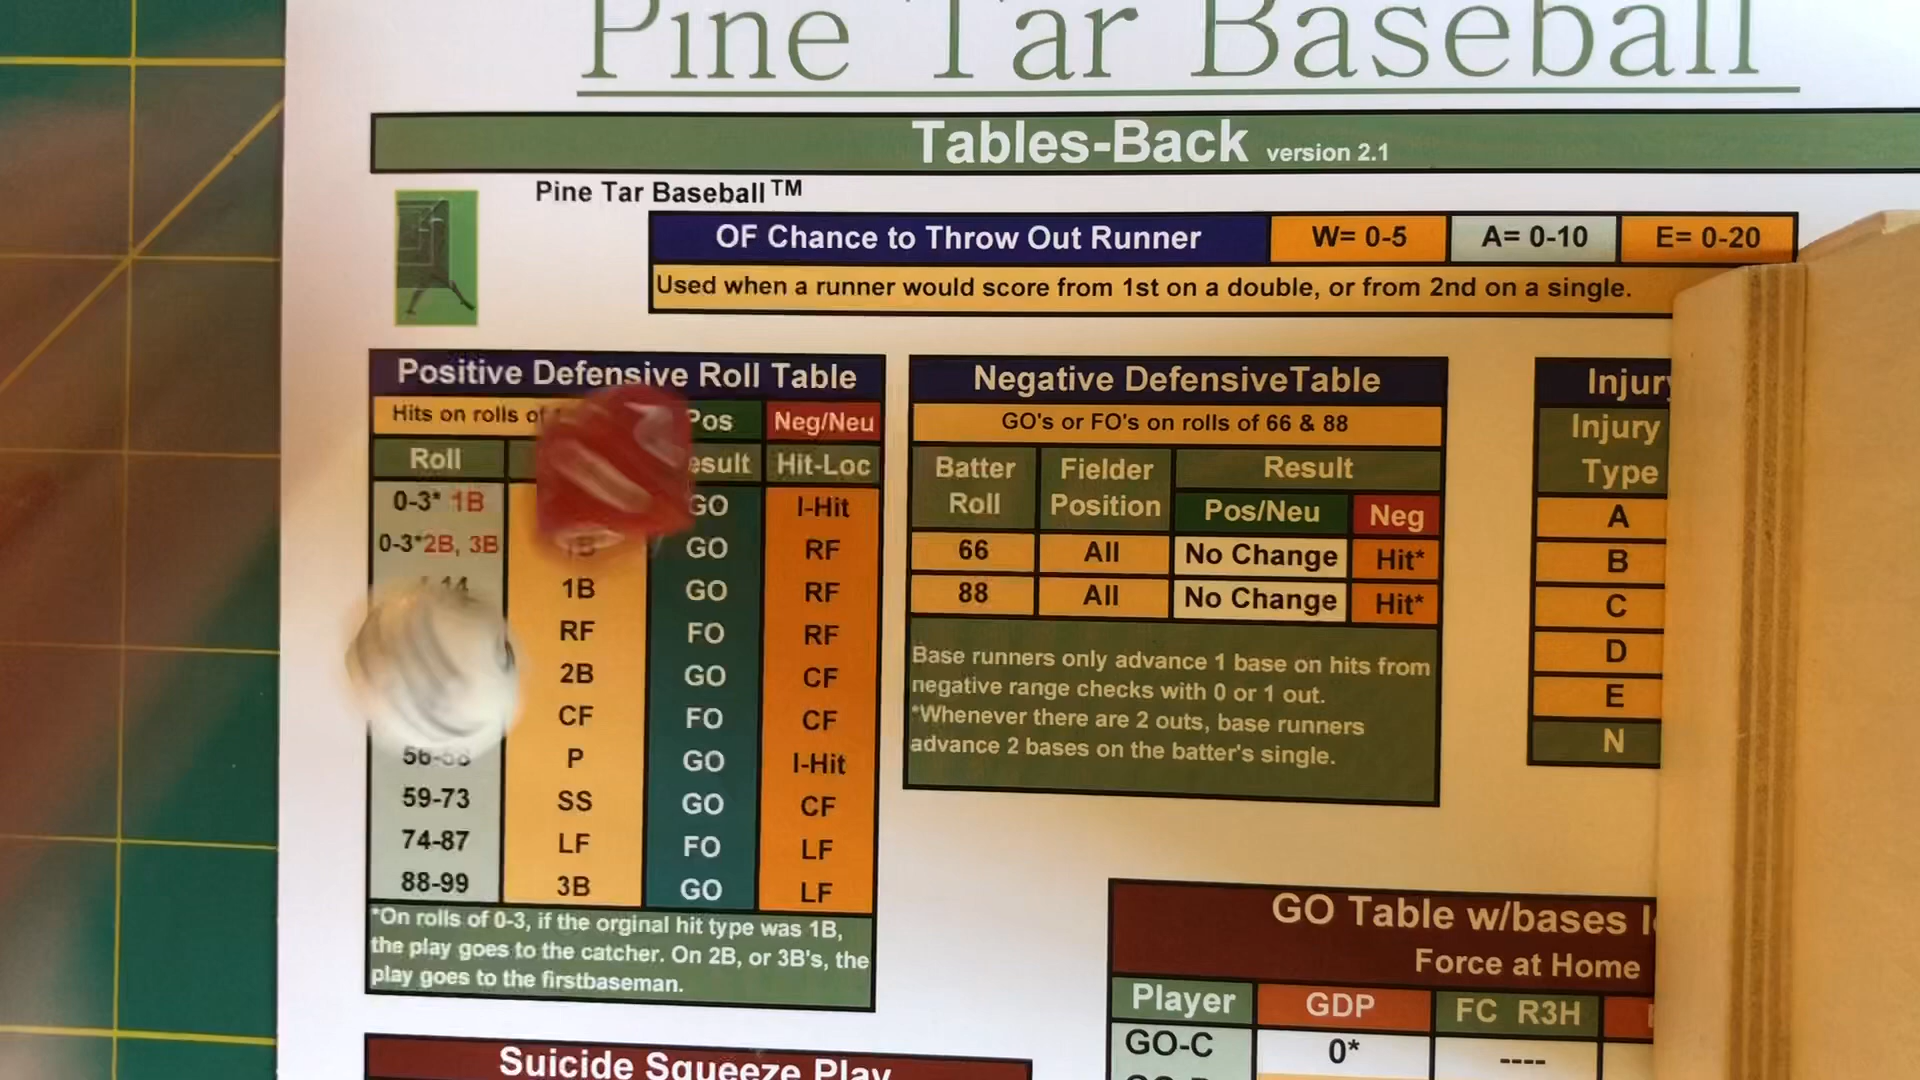 Pine Tar Baseball
Tables-Back version 2.1
Pine Tar Baseball™
OF Chance to Throw Out Runner W= 0-5 A= 0-10 E= 0-20
Used when a runner would score from 1st on a double, or from 2nd on a single.
Positive Defensive Roll Table
Hits on rolls of Pos Neg/Neu
Roll Hit-Loc
0-3* 1B GO I-Hit
0-3*2B, 3B 1B GO RF
1B GO RF
RF FO RF
2B GO CF
CF FO CF
56-58 P GO I-Hit
59-73 SS GO CF
74-87 LF FO LF
88-99 3B GO LF
*On rolls of 0-3, if the orginal hit type was 1B,
the play goes to the catcher. On 2B, or 3B's, the
play goes to the firstbaseman.
Negative DefensiveTable
GO's or FO's on rolls of 66 & 88
Batter Fielder Result
Roll Position Pos/Neu Neg
66 All No Change Hit*
88 All No Change Hit*
Base runners only advance 1 base on hits from
negative range checks with 0 or 1 out.
*Whenever there are 2 outs, base runners
advance 2 bases on the batter's single.
Injury
Injury
Type
A
B
C
D
E
N
GO Table w/bases
Force at Home
Player GDP FC R3H
GO-C 0* ----
Suicide Squeeze Play